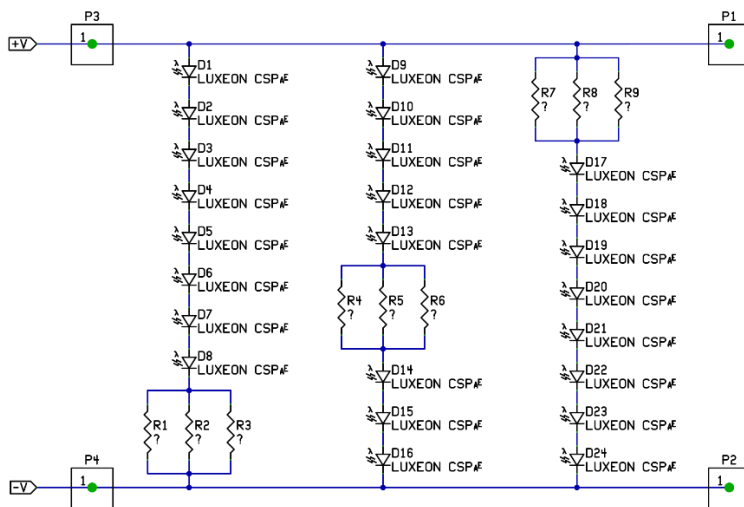 P3
P1
+V
1
1
D1
LUXEON CSP
D9
LUXEON CSP
R7
?
R8
?
R9
?
D2
LUXEON CSP
D10
LUXEON CSP
D3
LUXEON CSP
D11
LUXEON CSP
D17
LUXEON CSP
D4
LUXEON CSP
D12
LUXEON CSP
D18
LUXEON CSP
D5
LUXEON CSP
D13
LUXEON CSP
D19
LUXEON CSP
D6
LUXEON CSP
R4
?
R5
?
R6
?
D20
LUXEON CSP
D7
LUXEON CSP
D21
LUXEON CSP
D8
LUXEON CSP
D14
LUXEON CSP
D22
LUXEON CSP
R1
?
R2
?
R3
?
D15
LUXEON CSP
D23
LUXEON CSP
D16
LUXEON CSP
D24
LUXEON CSP
P4
P2
-V
1
1